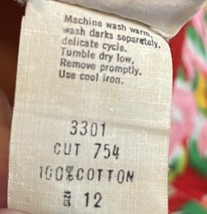 Machine wash warm,
wash darks separately,
delicate cycle.
Tumble dry low,
Remove promptly.
Use cool iron.
3301
CUT 754
100%COTTON
SIZE 12